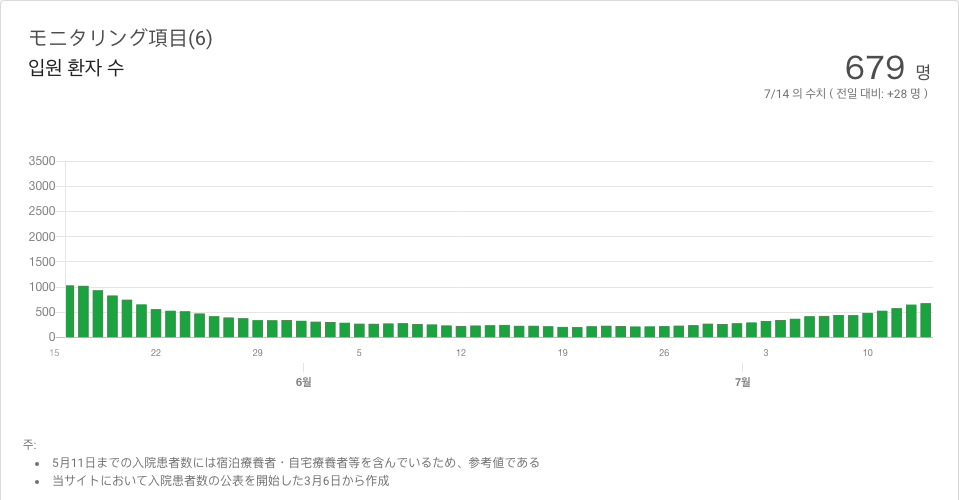 モニタリング項目(6)
입원 환자 수
679 명
7/14 의 수치 ( 전일 대비: +28 명 )
3500
3000
2500
2000
1500
1000
500
0
15 22 29 5 12 19 26 3 10
6월 7월
주:
• 5月11日までの入院患者数には宿泊療養者・自宅療養者等を含んでいるため、参考値である
• 当サイトにおいて入院患者数の公表を開始した3月6日から作成